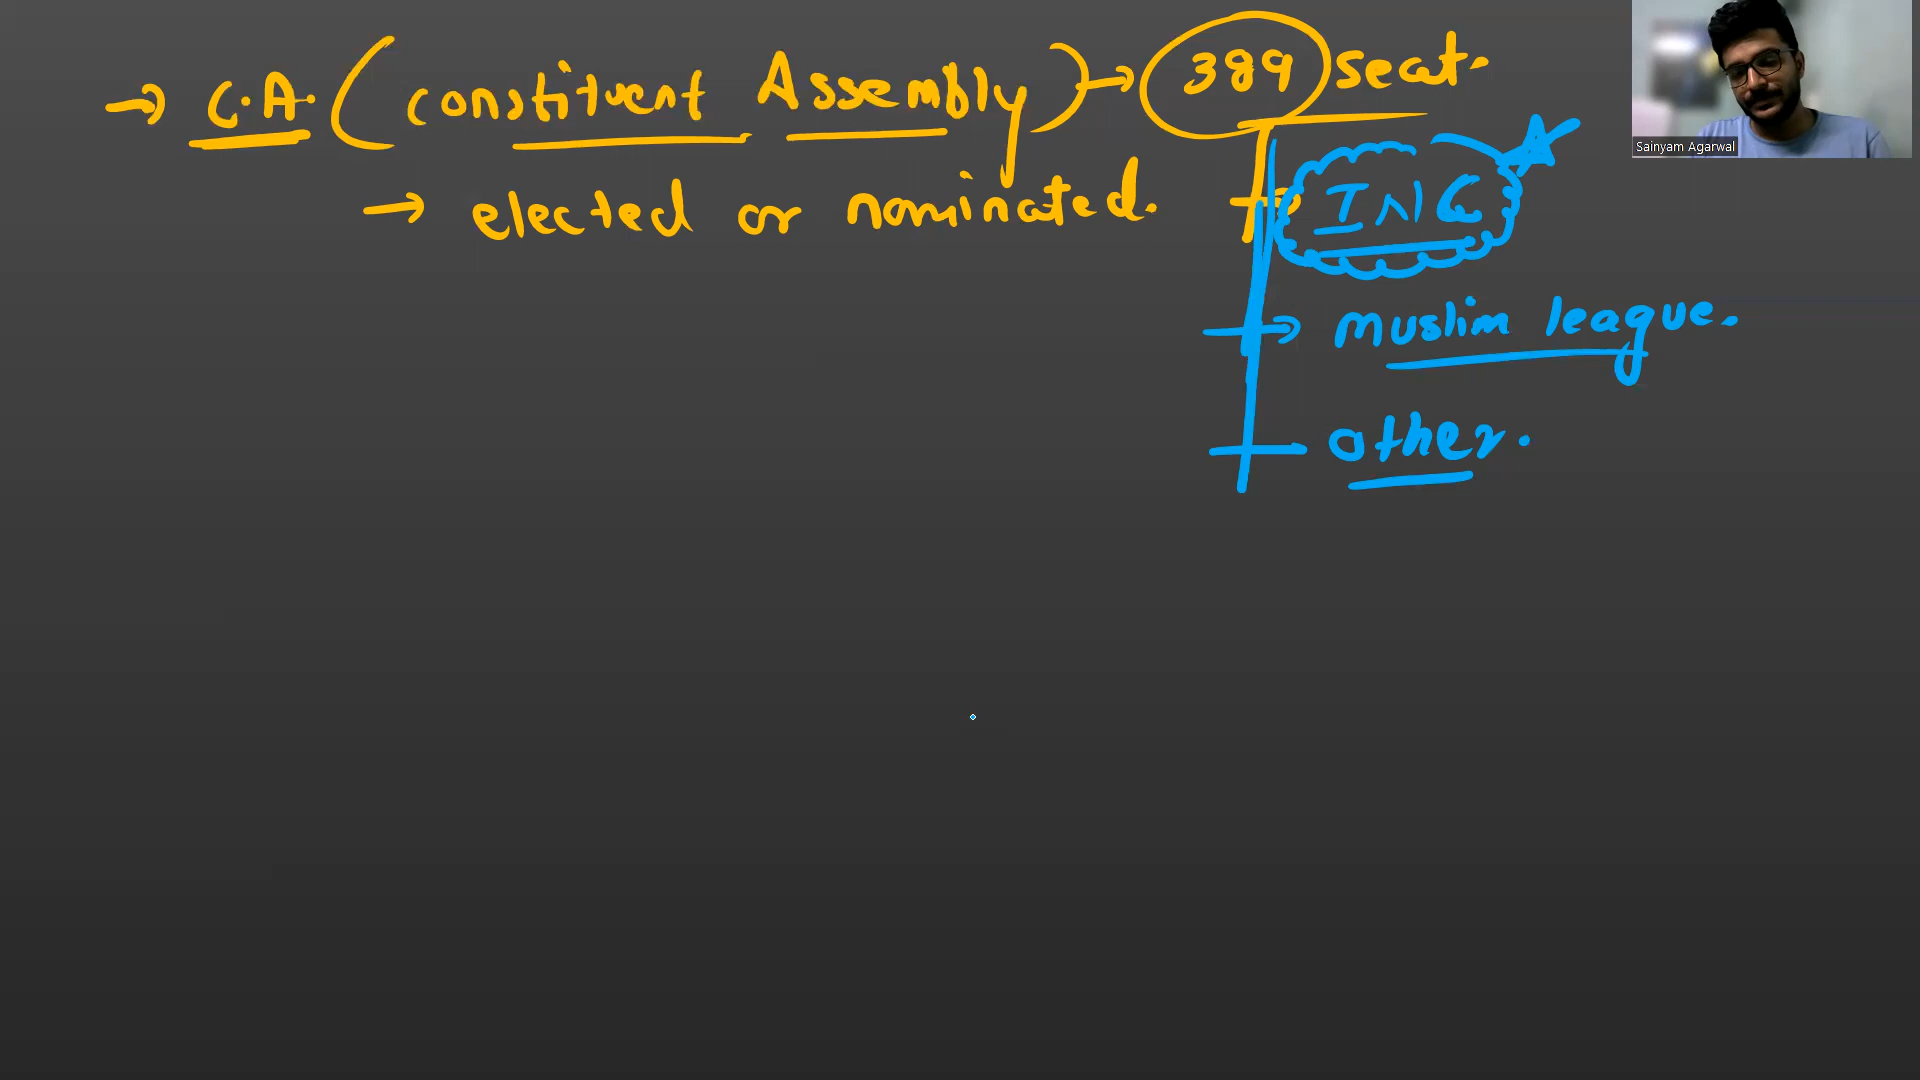 → C.A. (constituent Assembly) → 389 seat.
→ elected or nominated.
→ INC
→ muslim league.
other.
Sainyam Agarwal